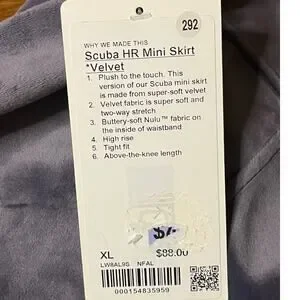 292
WHY WE MADE THIS
Scuba HR Mini Skirt
*Velvet
1. Plush to the touch. This
version of our Scuba mini skirt
is made from super-soft velvet
2. Velvet fabric is super soft and
two-way stretch
3. Buttery-soft Nulu™ fabric on
the inside of waistband
4. High rise
5. Tight fit
6. Above-the-knee length
XL $88.00
LW8AL9S NFAL
000154835959